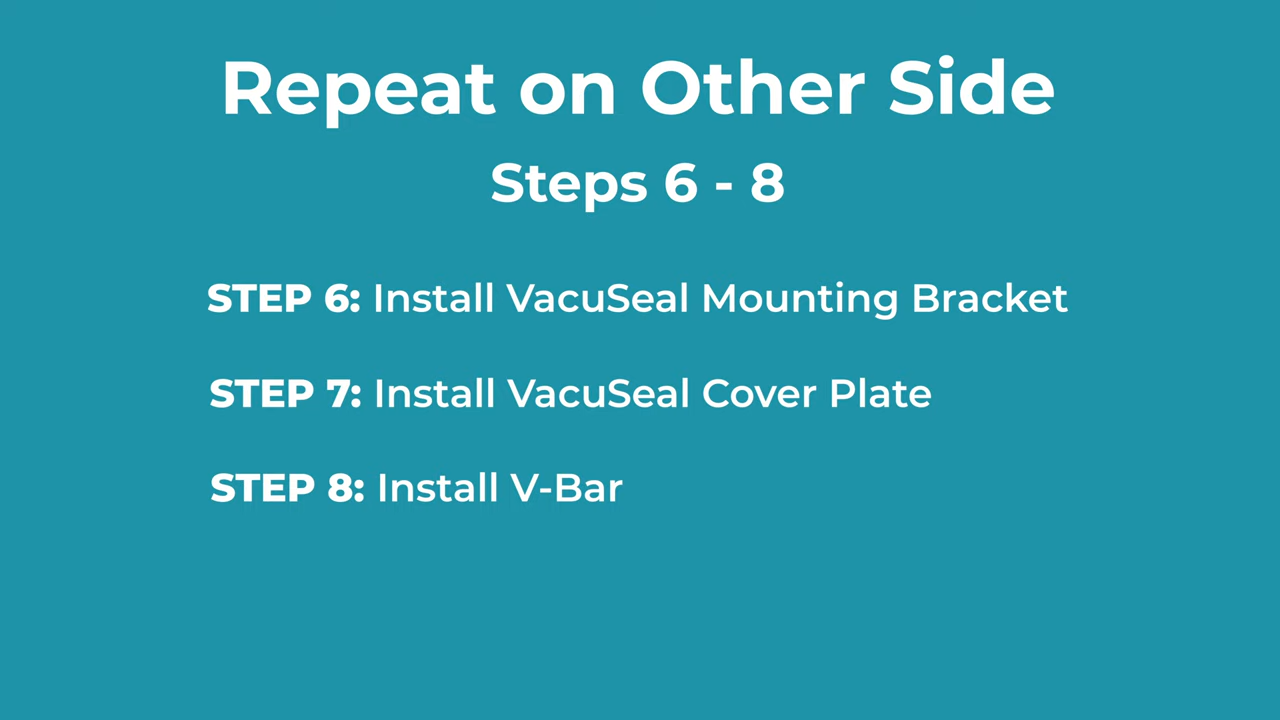 Repeat on Other Side
Steps 6 - 8
STEP 6: Install VacuSeal Mounting Bracket
STEP 7: Install VacuSeal Cover Plate
STEP 8: Install V-Bar